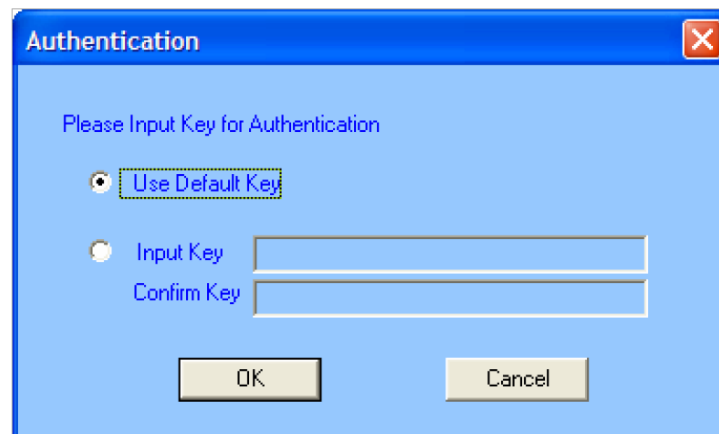 Authentication
Please Input Key for Authentication
Use Default Key
Input Key
Confirm Key
OK Cancel